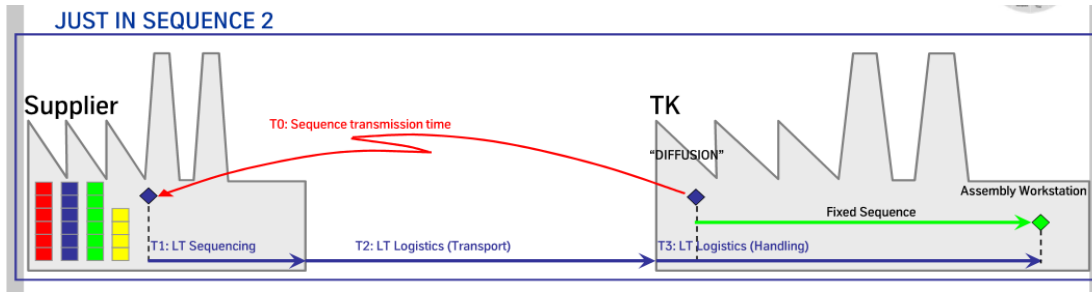 JUST IN SEQUENCE 2
Supplier
TK
T0: Sequence transmission time
“DIFFUSION”
Assembly Workstation
Fixed Sequence
T1: LT Sequencing
T2: LT Logistics (Transport)
T3: LT Logistics (Handling)